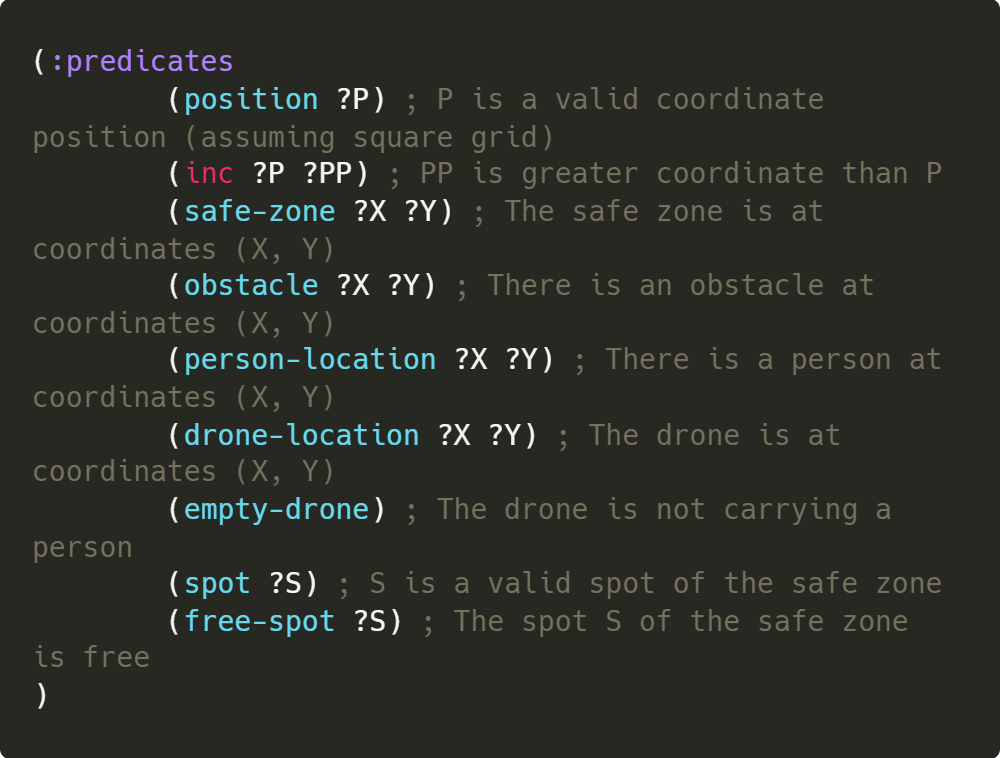 (:predicates
        (position ?P) ; P is a valid coordinate
position (assuming square grid)
        (inc ?P ?PP) ; PP is greater coordinate than P
        (safe-zone ?X ?Y) ; The safe zone is at
coordinates (X, Y)
        (obstacle ?X ?Y) ; There is an obstacle at
coordinates (X, Y)
        (person-location ?X ?Y) ; There is a person at
coordinates (X, Y)
        (drone-location ?X ?Y) ; The drone is at
coordinates (X, Y)
        (empty-drone) ; The drone is not carrying a
person
        (spot ?S) ; S is a valid spot of the safe zone
        (free-spot ?S) ; The spot S of the safe zone
is free
)